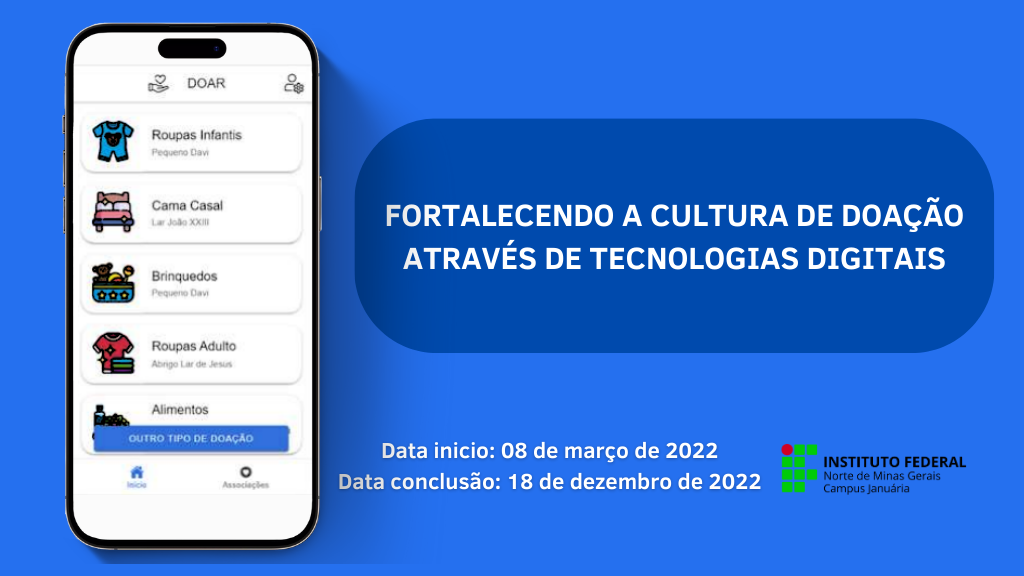 DOAR
Roupas Infantis
Pequeno Davi
Cama Casal
Lar João XXIII
Brinquedos
Pequeno Davi
Roupas Adulto
Abrigo Lar de Jesus
Alimentos
OUTRO TIPO DE DOAÇÃO
Início
Associações
FORTALECENDO A CULTURA DE DOAÇÃO
ATRAVÉS DE TECNOLOGIAS DIGITAIS
Data inicio: 08 de março de 2022
Data conclusão: 18 de dezembro de 2022
INSTITUTO FEDERAL
Norte de Minas Gerais
Campus Januária